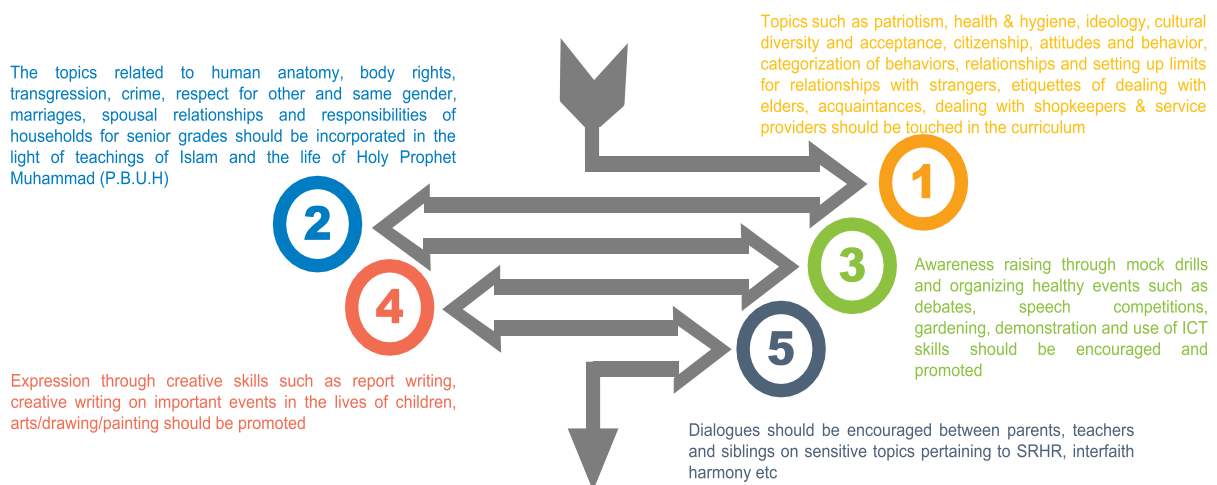 Topics such as patriotism, health & hygiene, ideology, cultural
diversity and acceptance, citizenship, attitudes and behavior,
categorization of behaviors, relationships and setting up limits
for relationships with strangers, etiquettes of dealing with
elders, acquaintances, dealing with shopkeepers & service
providers should be touched in the curriculum
1
The topics related to human anatomy, body rights,
transgression, crime, respect for other and same gender,
marriages, spousal relationships and responsibilities of
households for senior grades should be incorporated in the
light of teachings of Islam and the life of Holy Prophet
Muhammad (P.B.U.H)
2
3
Awareness raising through mock drills
and organizing healthy events such as
debates, speech competitions,
gardening, demonstration and use of ICT
skills should be encouraged and
promoted
4
Expression through creative skills such as report writing,
creative writing on important events in the lives of children,
arts/drawing/painting should be promoted
5
Dialogues should be encouraged between parents, teachers
and siblings on sensitive topics pertaining to SRHR, interfaith
harmony etc